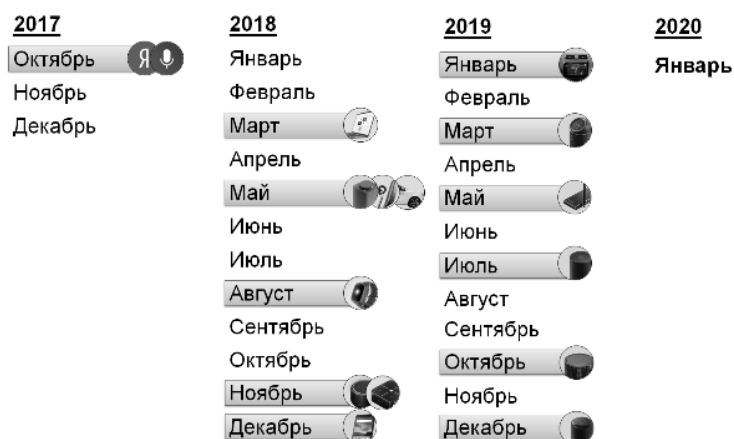 2017
Октябрь Я
Ноябрь
Декабрь
2018
Январь
Февраль
Март
Апрель
Май
Июнь
Июль
Август
Сентябрь
Октябрь
Ноябрь
Декабрь
2019
Январь
Февраль
Март
Апрель
Май
Июнь
Июль
Август
Сентябрь
Октябрь
Ноябрь
Декабрь
2020
Январь